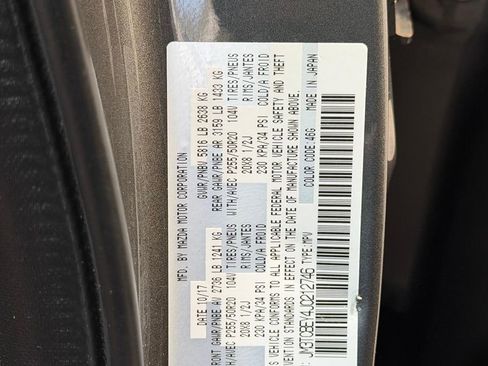 MFD. BY MAZDA MOTOR CORPORATION
10/17 GVWR/PNBV 5816 LB 2638 KG
FRONT GAWR/PNBE AV 2736 LB 1241 KG REAR GAWR/PNBE AR 3159 LB 1433 KG
WITH/AVEC P255/50R20 104V TIRES/PNEUS WITH/AVEC P255/50R20 104V TIRES/PNEUS
20X8 1/2J RIMS/JANTES 20X8 1/2J RIMS/JANTES
230 KPA/34 PSI COLD/A FROID 230 KPA/34 PSI COLD/A FROID
VEHICLE CONFORMS TO ALL APPLICABLE FEDERAL MOTOR VEHICLE SAFETY AND THEFT
STANDARDS IN EFFECT ON THE DATE OF MANUFACTURE SHOWN ABOVE.
JM3TCBEY4J0212746 TYPE:MPV
COLOR CODE:46G MADE IN JAPAN